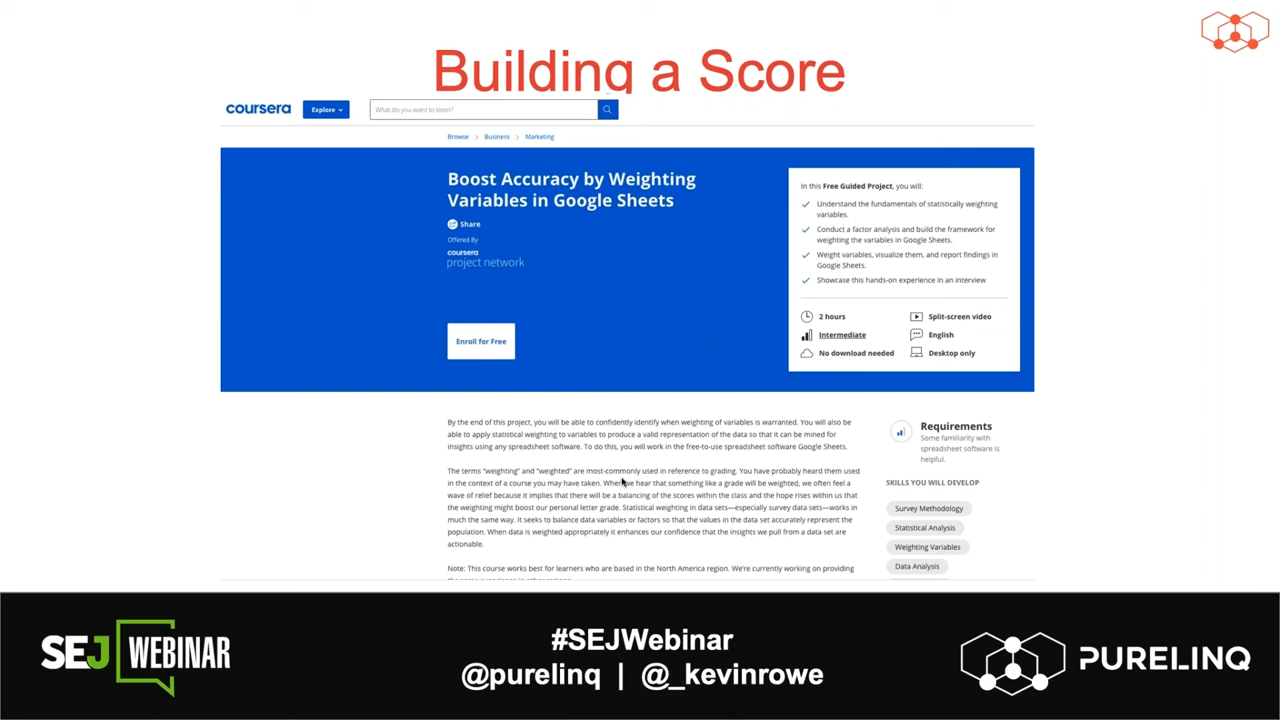 Building a Score
coursera
Explore
What do you want to learn?
Browse > Business > Marketing
Boost Accuracy by Weighting
Variables in Google Sheets
Share
Offered By
coursera
project network
Enroll for Free
In this Free Guided Project, you will:
Understand the fundamentals of statistically weighting
variables.
Conduct a factor analysis and build the framework for
weighting the variables in Google Sheets.
Weight variables, visualize them, and report findings in
Google Sheets.
Showcase this hands-on experience in an interview
2 hours
Split-screen video
Intermediate
English
No download needed
Desktop only
By the end of this project, you will be able to confidently identify when weighting of variables is warranted. You will also be
able to apply statistical weighting to variables to produce a valid representation of the data so that it can be mined for
insights using any spreadsheet software. To do this, you will work in the free-to-use spreadsheet software Google Sheets.
The terms “weighting” and “weighted” are most-commonly used in reference to grading. You have probably heard them used
in the context of a course you may have taken. When we hear that something like a grade will be weighted, we often feel a
wave of relief because it implies that there will be a balancing of the scores within the class and the hope rises within us that
the weighting might boost our personal letter grade. Statistical weighting in data sets—especially survey data sets—works in
much the same way. It seeks to balance data variables or factors so that the values in the data set accurately represent the
population. When data is weighted appropriately it enhances our confidence that the insights we pull from a data set are
actionable.
Note: This course works best for learners who are based in the North America region. We're currently working on providing
Requirements
Some familiarity with
spreadsheet software is
helpful.
SKILLS YOU WILL DEVELOP
Survey Methodology
Statistical Analysis
Weighting Variables
Data Analysis
SEJ WEBINAR
#SEJWebinar
@purelinq | @_kevinrowe
PURELINQ